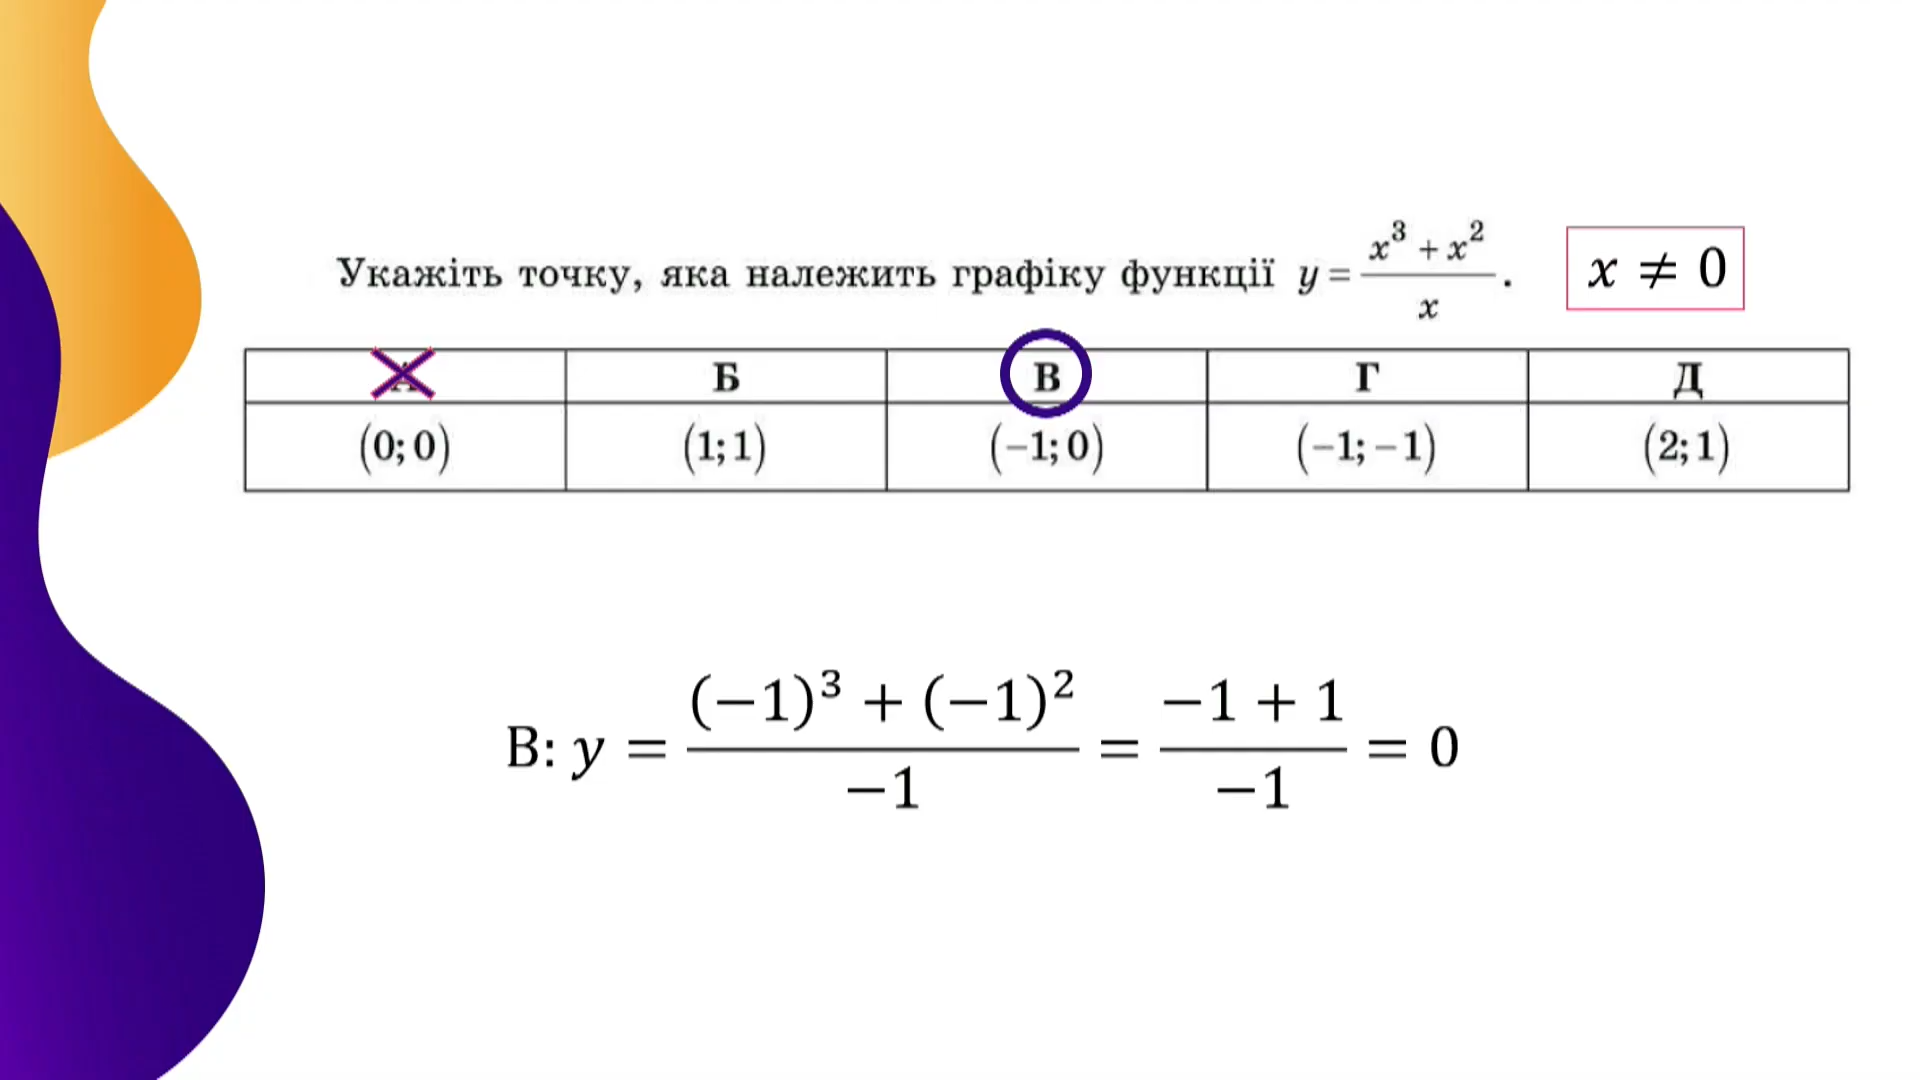 Укажіть точку, яка належить графіку функції y = (x³ + x²)/x. x ≠ 0
Б В Г Д
(0; 0) (1; 1) (−1; 0) (−1; −1) (2; 1)
В: y = ((−1)³ + (−1)²)/(−1) = (−1 + 1)/(−1) = 0